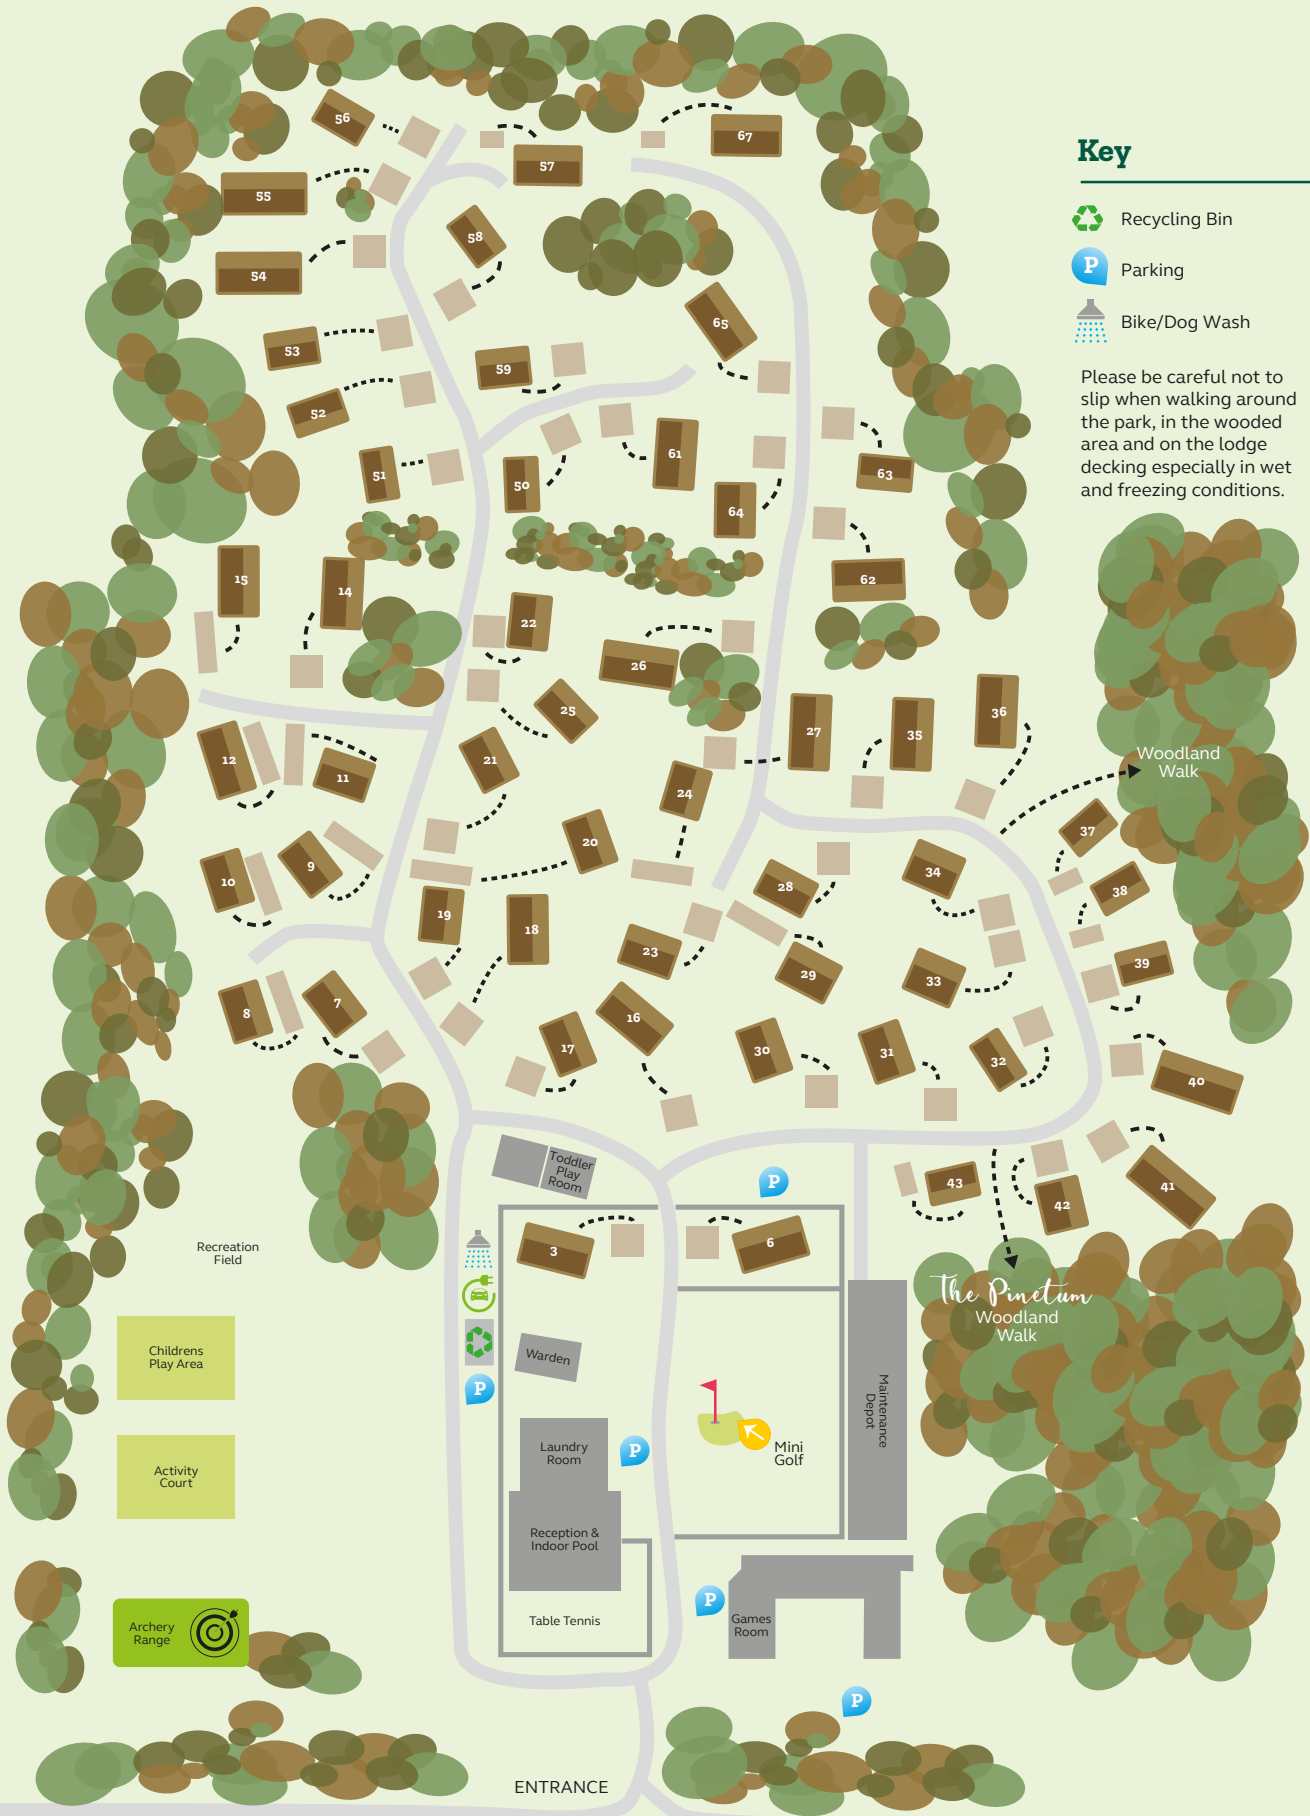 56
67
57
55
58
54
65
53
59
52
61
63
51
50
64
62
15
14
22
26
25
27
35
36
12
21
11
24
37
20
34
9
10
28
38
19
18
23
29
33
39
8
7
16
17
30
31
32
40
43
42
41
3
6
Key
Recycling Bin
P
Parking
Bike/Dog Wash
Please be careful not to
slip when walking around
the park, in the wooded
area and on the lodge
decking especially in wet
and freezing conditions.
Woodland
Walk
Toddler
Play
Room
P
Recreation
Field
The Pinetum
Woodland
Walk
Childrens
Play Area
Warden
P
Maintenance
Depot
Laundry
Room
P
Mini
Golf
Activity
Court
Reception &
Indoor Pool
Archery
Range
Table Tennis
P
Games
Room
P
ENTRANCE